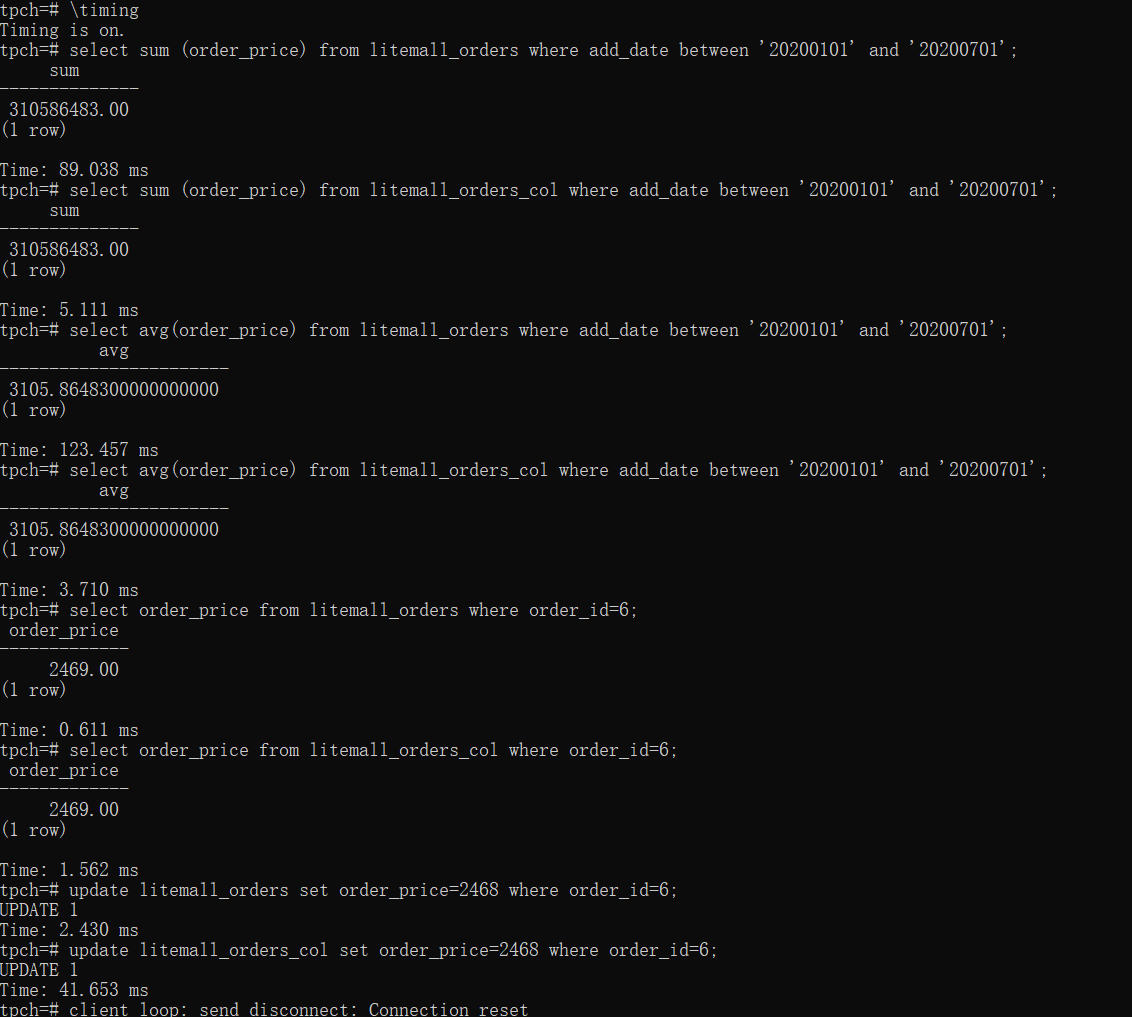 tpch=# \timing
Timing is on.
tpch=# select sum (order_price) from litemall_orders where add_date between '20200101' and '20200701';
     sum
--------------
 310586483.00
(1 row)

Time: 89.038 ms
tpch=# select sum (order_price) from litemall_orders_col where add_date between '20200101' and '20200701';
     sum
--------------
 310586483.00
(1 row)

Time: 5.111 ms
tpch=# select avg(order_price) from litemall_orders where add_date between '20200101' and '20200701';
          avg
-----------------------
 3105.8648300000000000
(1 row)

Time: 123.457 ms
tpch=# select avg(order_price) from litemall_orders_col where add_date between '20200101' and '20200701';
          avg
-----------------------
 3105.8648300000000000
(1 row)

Time: 3.710 ms
tpch=# select order_price from litemall_orders where order_id=6;
 order_price
-------------
     2469.00
(1 row)

Time: 0.611 ms
tpch=# select order_price from litemall_orders_col where order_id=6;
 order_price
-------------
     2469.00
(1 row)

Time: 1.562 ms
tpch=# update litemall_orders set order_price=2468 where order_id=6;
UPDATE 1
Time: 2.430 ms
tpch=# update litemall_orders_col set order_price=2468 where order_id=6;
UPDATE 1
Time: 41.653 ms
tpch=# client_loop: send disconnect: Connection reset